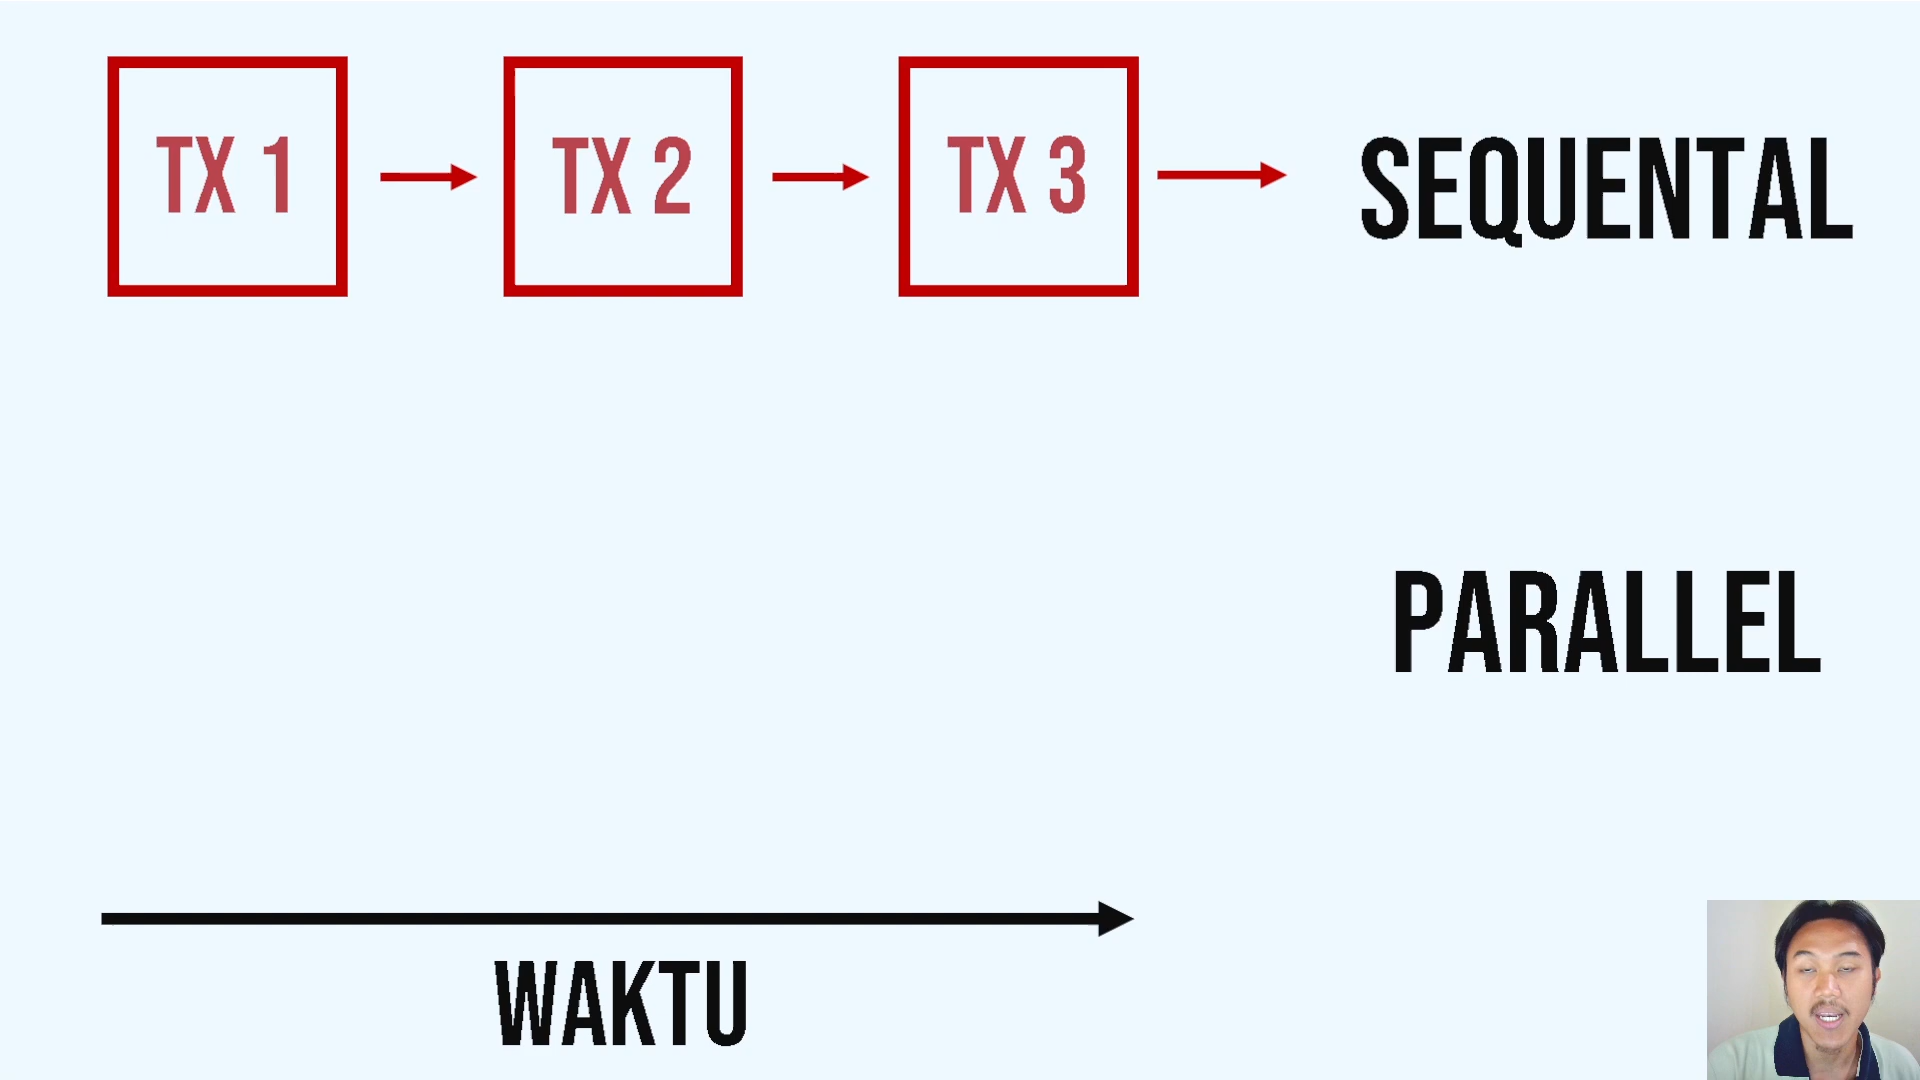 TX 1
TX 2
TX 3
SEQUENTAL
PARALLEL
WAKTU